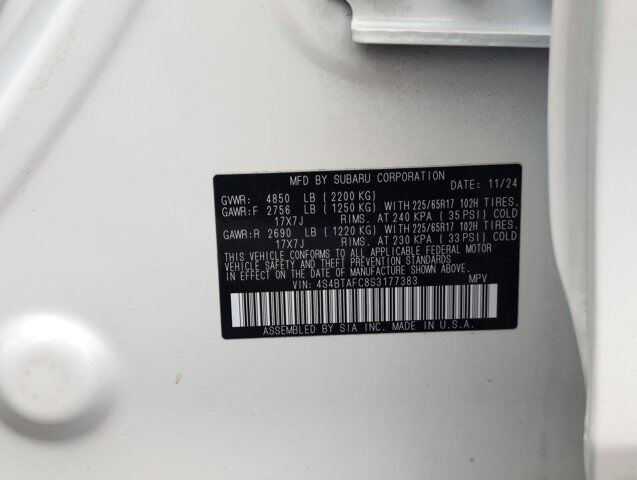 MFD BY SUBARU CORPORATION
DATE: 11/24
GVWR: 4850 LB (2200 KG)
GAWR:F 2756 LB (1250 KG) WITH 225/65R17 102H TIRES.
17X7J RIMS. AT 240 KPA (35 PSI) COLD
GAWR:R 2690 LB (1220 KG) WITH 225/65R17 102H TIRES.
17X7J RIMS. AT 230 KPA (33 PSI) COLD
THIS VEHICLE CONFORMS TO ALL APPLICABLE FEDERAL MOTOR
VEHICLE SAFETY AND THEFT PREVENTION STANDARDS
IN EFFECT ON THE DATE OF MANUFACTURE SHOWN ABOVE.
VIN: 4S4BTAFC8S3177383 MPV
ASSEMBLED BY SIA INC. MADE IN U.S.A.